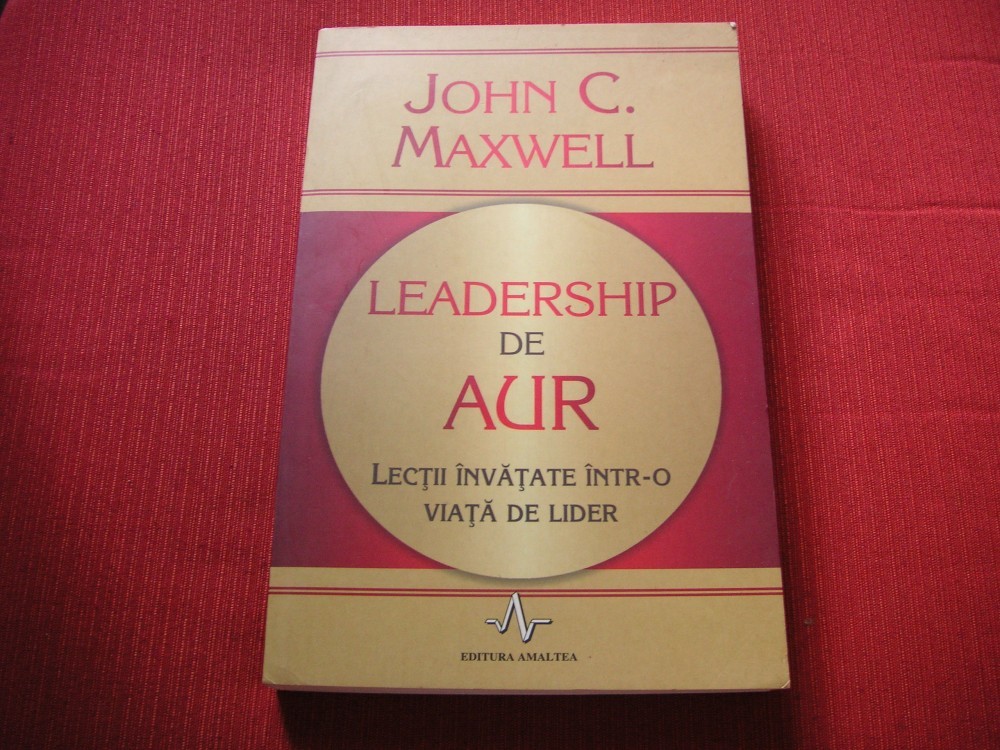 JOHN C.
MAXWELL
LEADERSHIP
DE
AUR
LECŢII ÎNVĂŢATE ÎNTR-O
VIAŢĂ DE LIDER
EDITURA AMALTEA